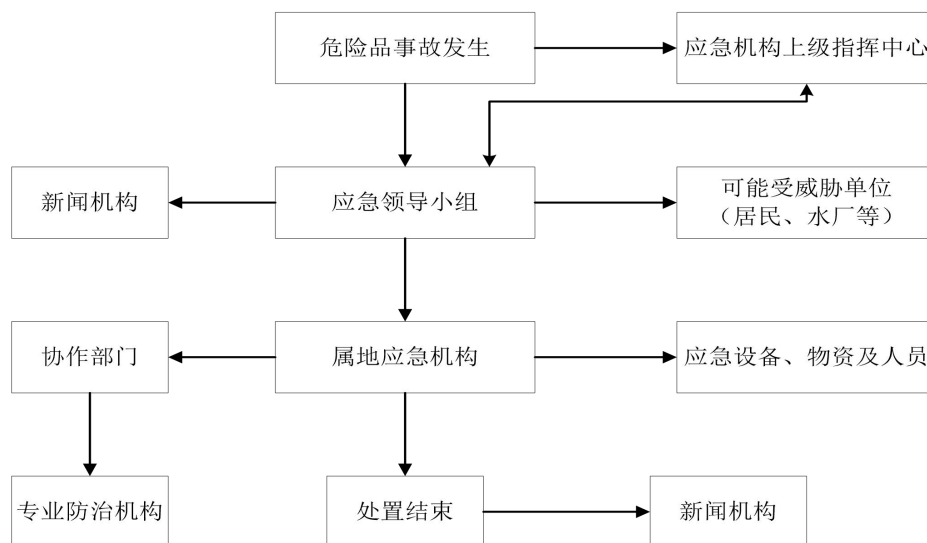 危险品事故发生
应急机构上级指挥中心
新闻机构
应急领导小组
可能受威胁单位
（居民、水厂等）
协作部门
属地应急机构
应急设备、物资及人员
专业防治机构
处置结束
新闻机构